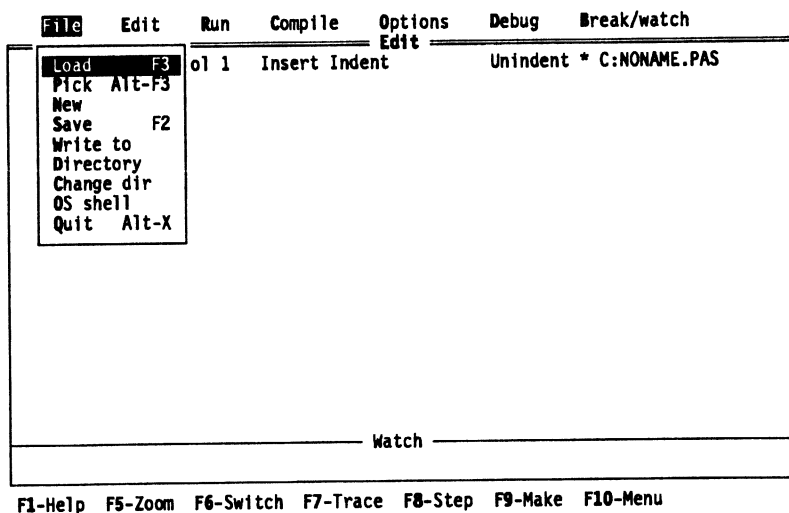 File Edit Run Compile Options Debug Break/watch
Edit
Load F3 ol 1 Insert Indent Unindent * C:NONAME.PAS
Pick Alt-F3
New
Save F2
Write to
Directory
Change dir
OS shell
Quit Alt-X
Watch
F1-Help F5-Zoom F6-Switch F7-Trace F8-Step F9-Make F10-Menu